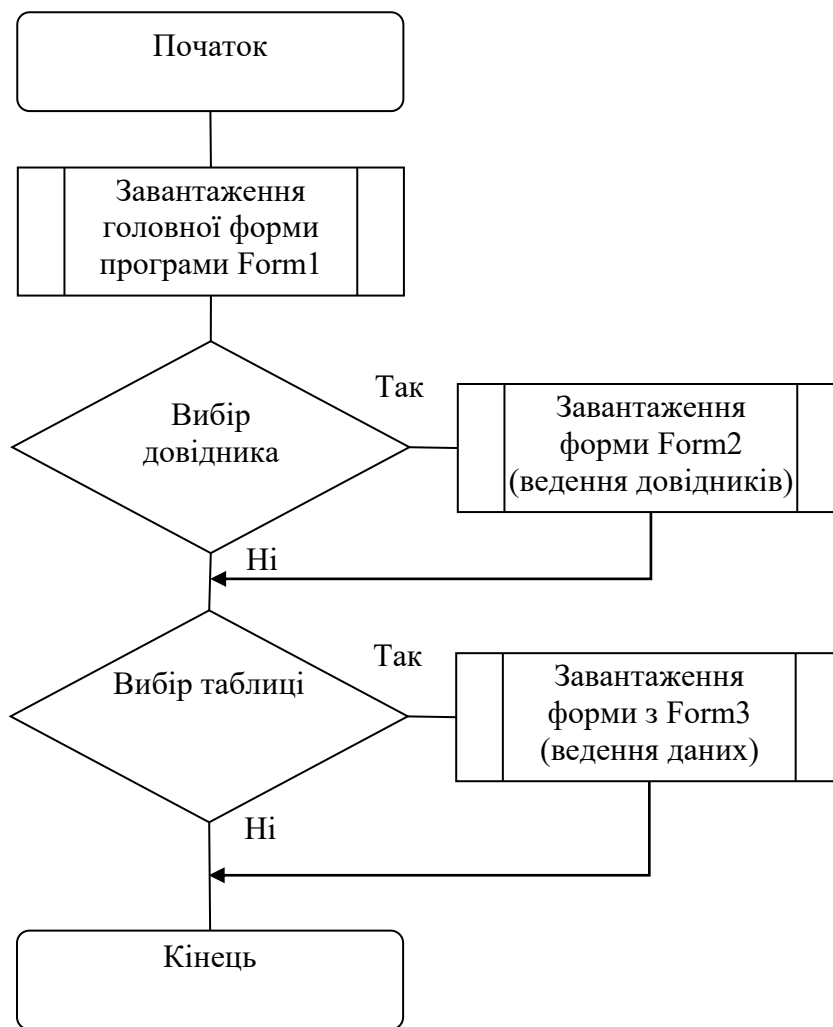 Початок
Завантаження
головної форми
програми Form1
Вибір
довідника
Так
Завантаження
форми Form2
(ведення довідників)
Ні
Вибір таблиці
Так
Завантаження
форми з Form3
(ведення даних)
Ні
Кінець